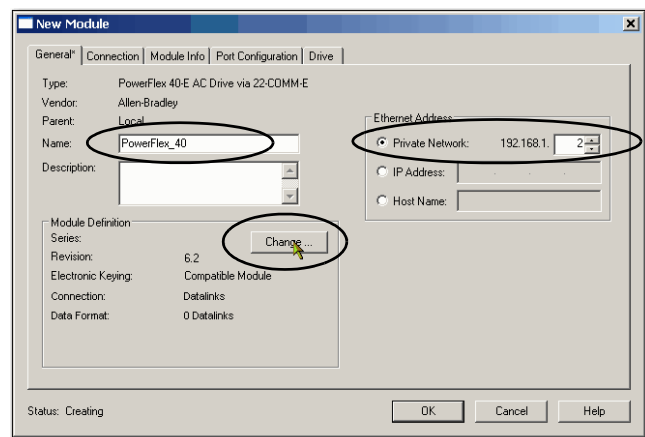 New Module
General* Connection Module Info Port Configuration Drive
Type: PowerFlex 40-E AC Drive via 22-COMM-E
Vendor: Allen-Bradley
Parent: Local
Name: PowerFlex_40
Description:
Ethernet Address
Private Network: 192.168.1. 2
IP Address: . . .
Host Name:
Module Definition
Series:
Change ...
Revision: 6.2
Electronic Keying: Compatible Module
Connection: Datalinks
Data Format: 0 Datalinks
Status: Creating
OK Cancel Help